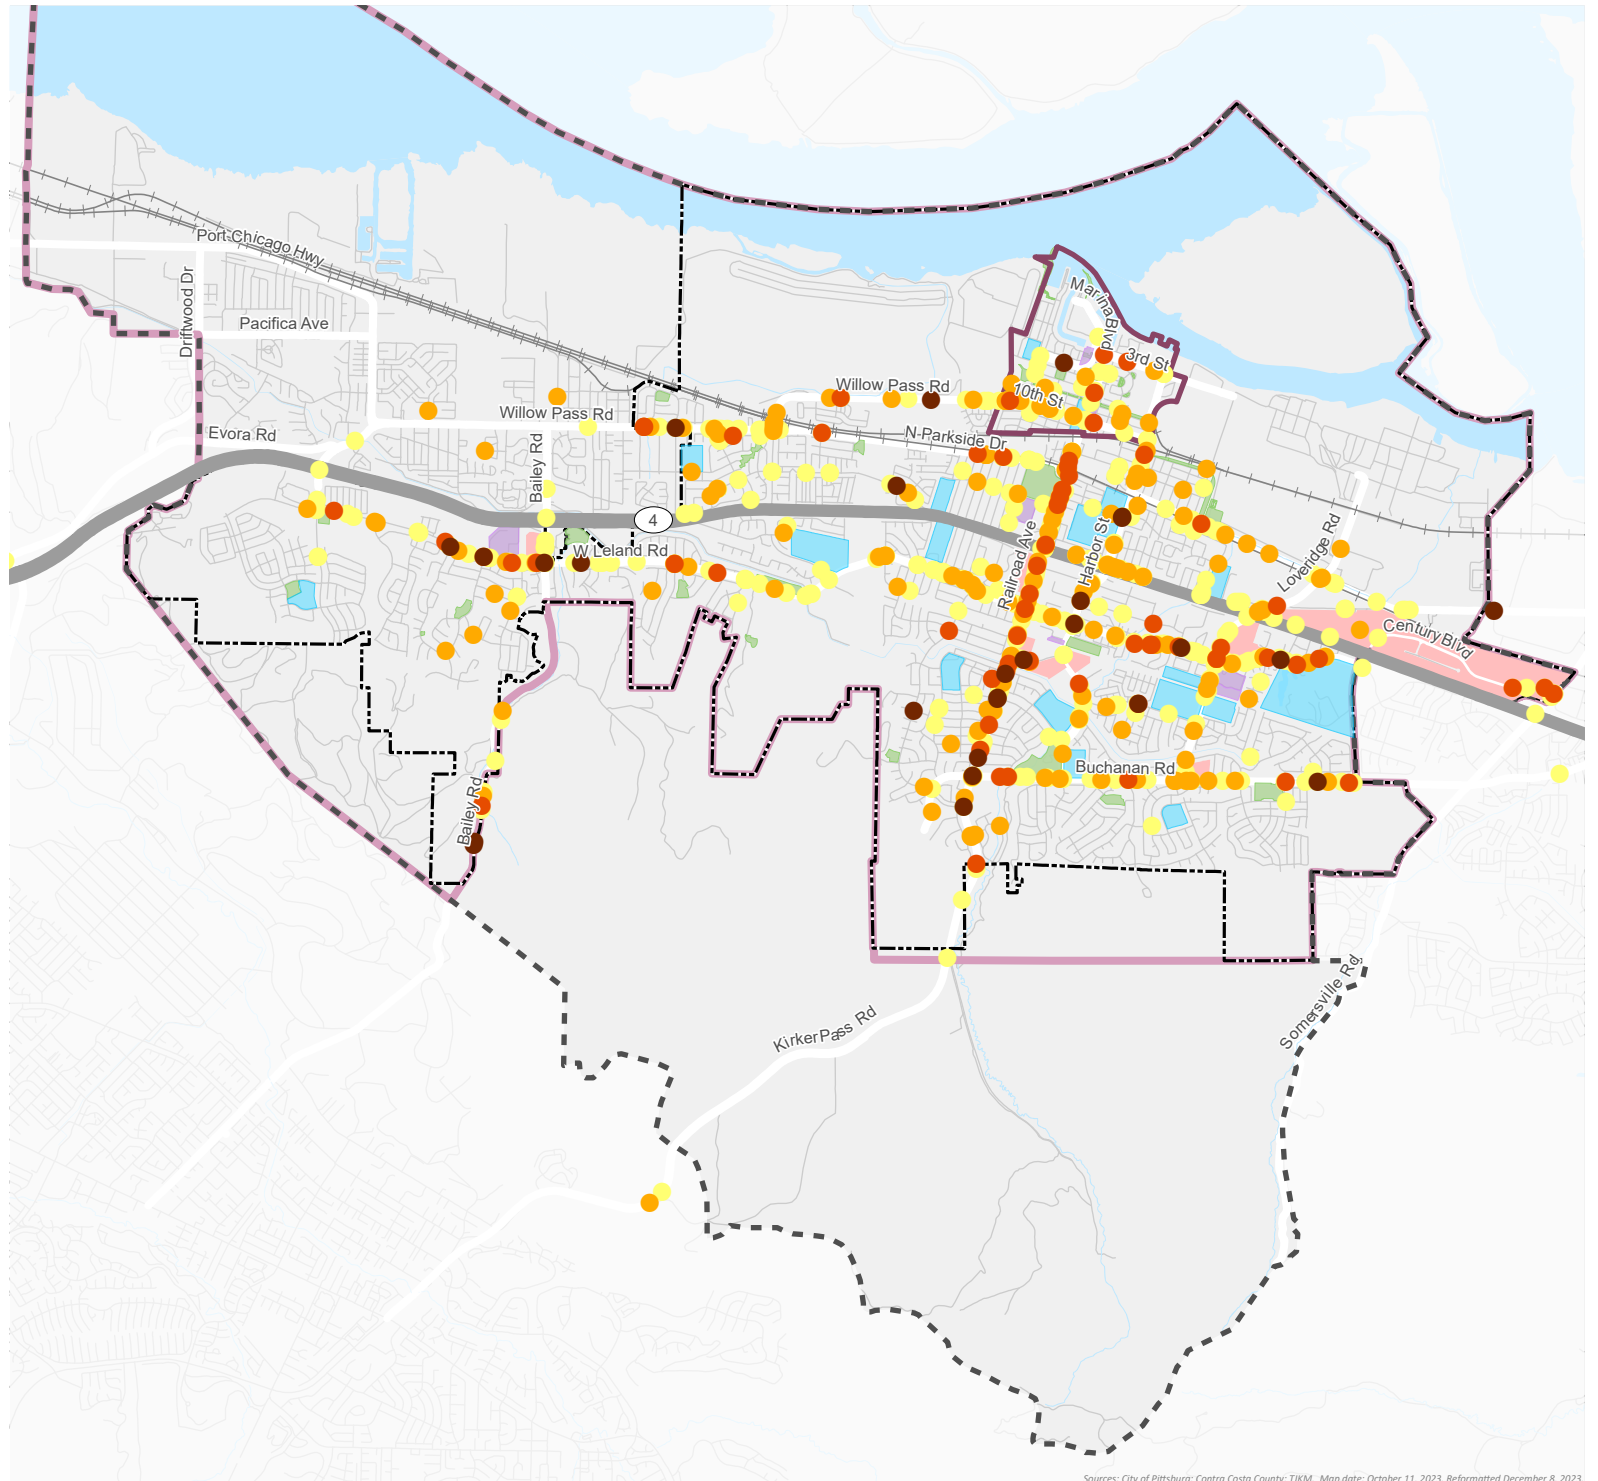 Port Chicago Hwy
Driftwood Dr
Pacifica Ave
Marina Blvd
3rd St
Willow Pass Rd
10th St
Willow Pass Rd
Evora Rd
N Parkside Dr
Bailey Rd
4
W Leland Rd
Railroad Ave
Harbor St
Loveridge Rd
Century Blvd
Buchanan Rd
Bailey Rd
Kirker Pass Rd
Somersville Rd
Sources: City of Pittsburg; Contra Costa County; TJKM. Map date: October 11, 2023. Reformatted December 8, 2023.